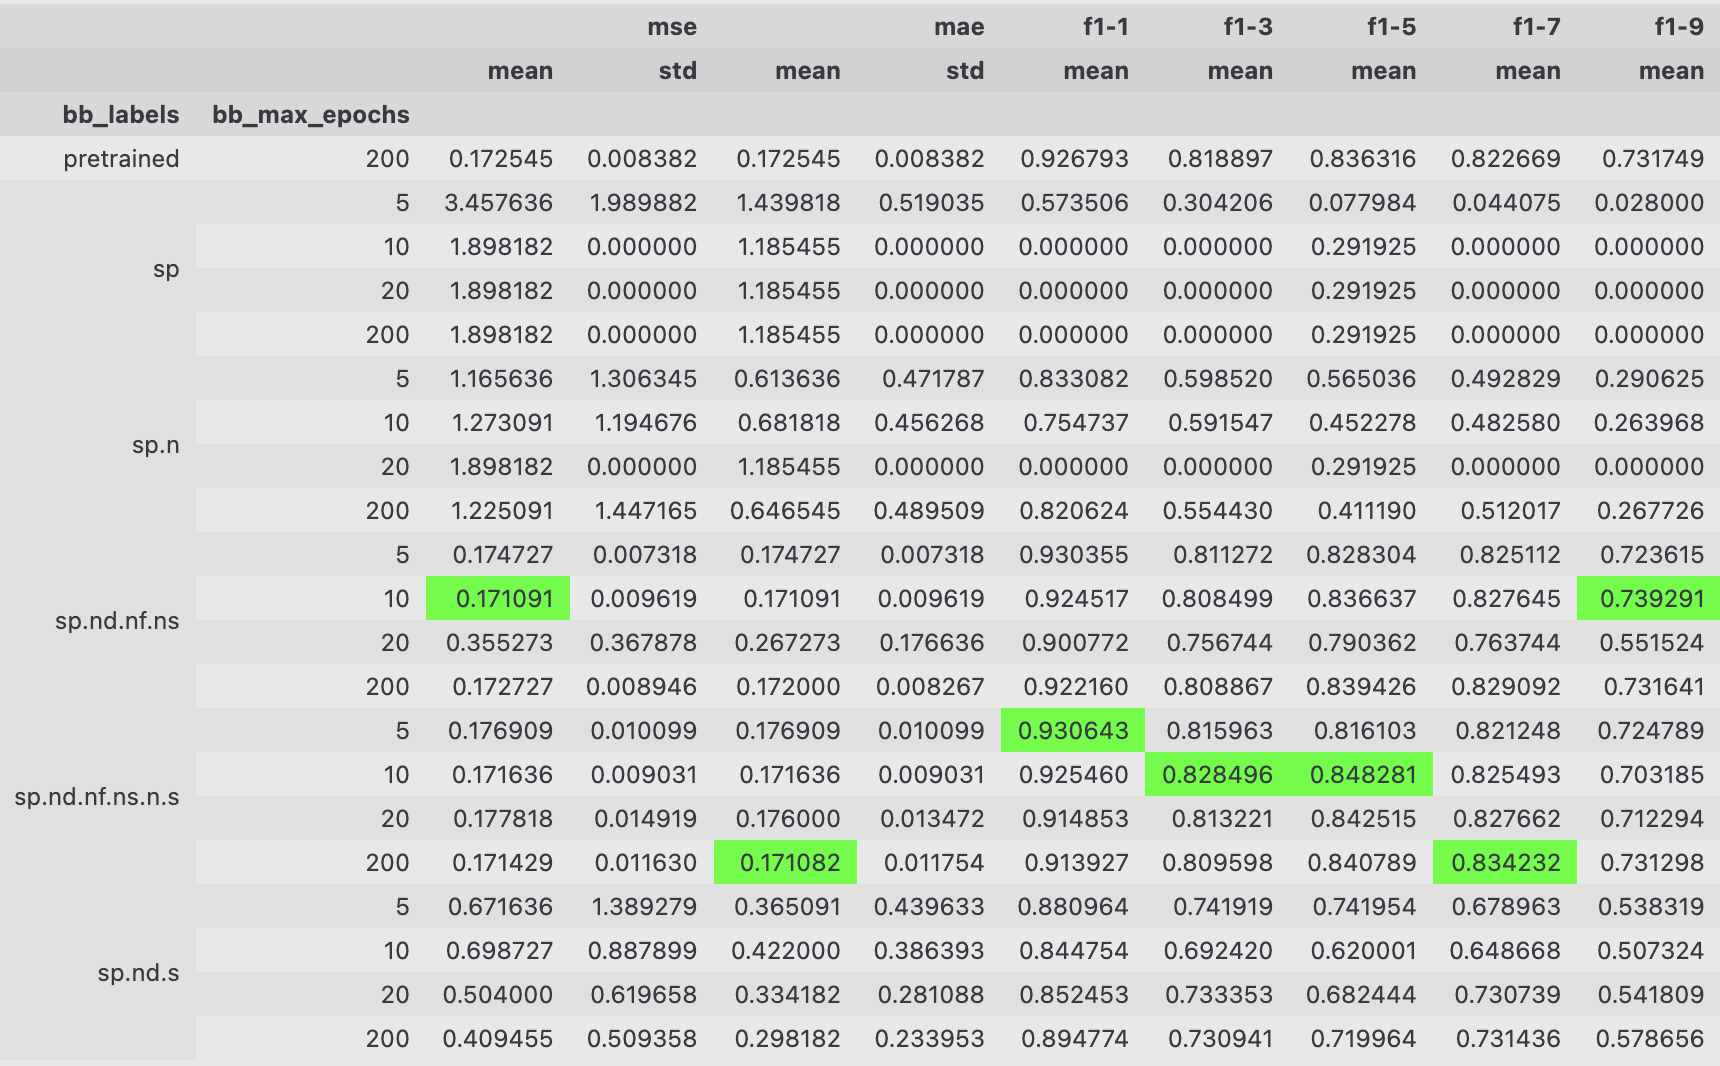 mse mae f1-1 f1-3 f1-5 f1-7 f1-9
mean std mean std mean mean mean mean mean
bb_labels bb_max_epochs
pretrained 200 0.172545 0.008382 0.172545 0.008382 0.926793 0.818897 0.836316 0.822669 0.731749
sp 5 3.457636 1.989882 1.439818 0.519035 0.573506 0.304206 0.077984 0.044075 0.028000
10 1.898182 0.000000 1.185455 0.000000 0.000000 0.000000 0.291925 0.000000 0.000000
20 1.898182 0.000000 1.185455 0.000000 0.000000 0.000000 0.291925 0.000000 0.000000
200 1.898182 0.000000 1.185455 0.000000 0.000000 0.000000 0.291925 0.000000 0.000000
sp.n 5 1.165636 1.306345 0.613636 0.471787 0.833082 0.598520 0.565036 0.492829 0.290625
10 1.273091 1.194676 0.681818 0.456268 0.754737 0.591547 0.452278 0.482580 0.263968
20 1.898182 0.000000 1.185455 0.000000 0.000000 0.000000 0.291925 0.000000 0.000000
200 1.225091 1.447165 0.646545 0.489509 0.820624 0.554430 0.411190 0.512017 0.267726
sp.nd.nf.ns 5 0.174727 0.007318 0.174727 0.007318 0.930355 0.811272 0.828304 0.825112 0.723615
10 0.171091 0.009619 0.171091 0.009619 0.924517 0.808499 0.836637 0.827645 0.739291
20 0.355273 0.367878 0.267273 0.176636 0.900772 0.756744 0.790362 0.763744 0.551524
200 0.172727 0.008946 0.172000 0.008267 0.922160 0.808867 0.839426 0.829092 0.731641
sp.nd.nf.ns.n.s 5 0.176909 0.010099 0.176909 0.010099 0.930643 0.815963 0.816103 0.821248 0.724789
10 0.171636 0.009031 0.171636 0.009031 0.925460 0.828496 0.848281 0.825493 0.703185
20 0.177818 0.014919 0.176000 0.013472 0.914853 0.813221 0.842515 0.827662 0.712294
200 0.171429 0.011630 0.171082 0.011754 0.913927 0.809598 0.840789 0.834232 0.731298
sp.nd.s 5 0.671636 1.389279 0.365091 0.439633 0.880964 0.741919 0.741954 0.678963 0.538319
10 0.698727 0.887899 0.422000 0.386393 0.844754 0.692420 0.620001 0.648668 0.507324
20 0.504000 0.619658 0.334182 0.281088 0.852453 0.733353 0.682444 0.730739 0.541809
200 0.409455 0.509358 0.298182 0.233953 0.894774 0.730941 0.719964 0.731436 0.578656